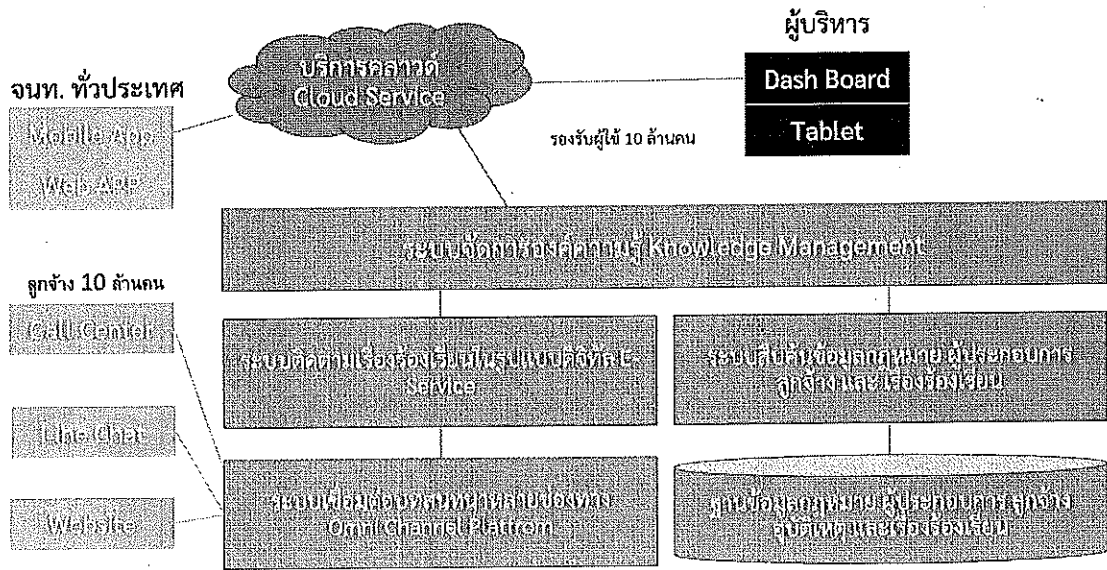 ผู้บริหาร
บริการคลาวด์
Cloud Service
Dash Board
Tablet
จนท. ทั่วประเทศ
Mobile App
Web APP
รองรับผู้ใช้ 10 ล้านคน
ระบบจัดการองค์ความรู้ Knowledge Management
ลูกจ้าง 10 ล้านคน
Call Center
Line Chat
Website
ระบบติดตามเรื่องร้องเรียนในรูปแบบดิจิทัล E-
Service
ระบบสืบค้นข้อมูลกฎหมาย ผู้ประกอบการ
ลูกจ้าง และ เรื่องร้องเรียน
ระบบเชื่อมต่อบทสนทนาหลายช่องทาง
Omni Channel Platfrom
ฐานข้อมูลกฎหมาย ผู้ประกอบการ ลูกจ้าง
อุบัติเหตุ และเรื่องร้องเรียน